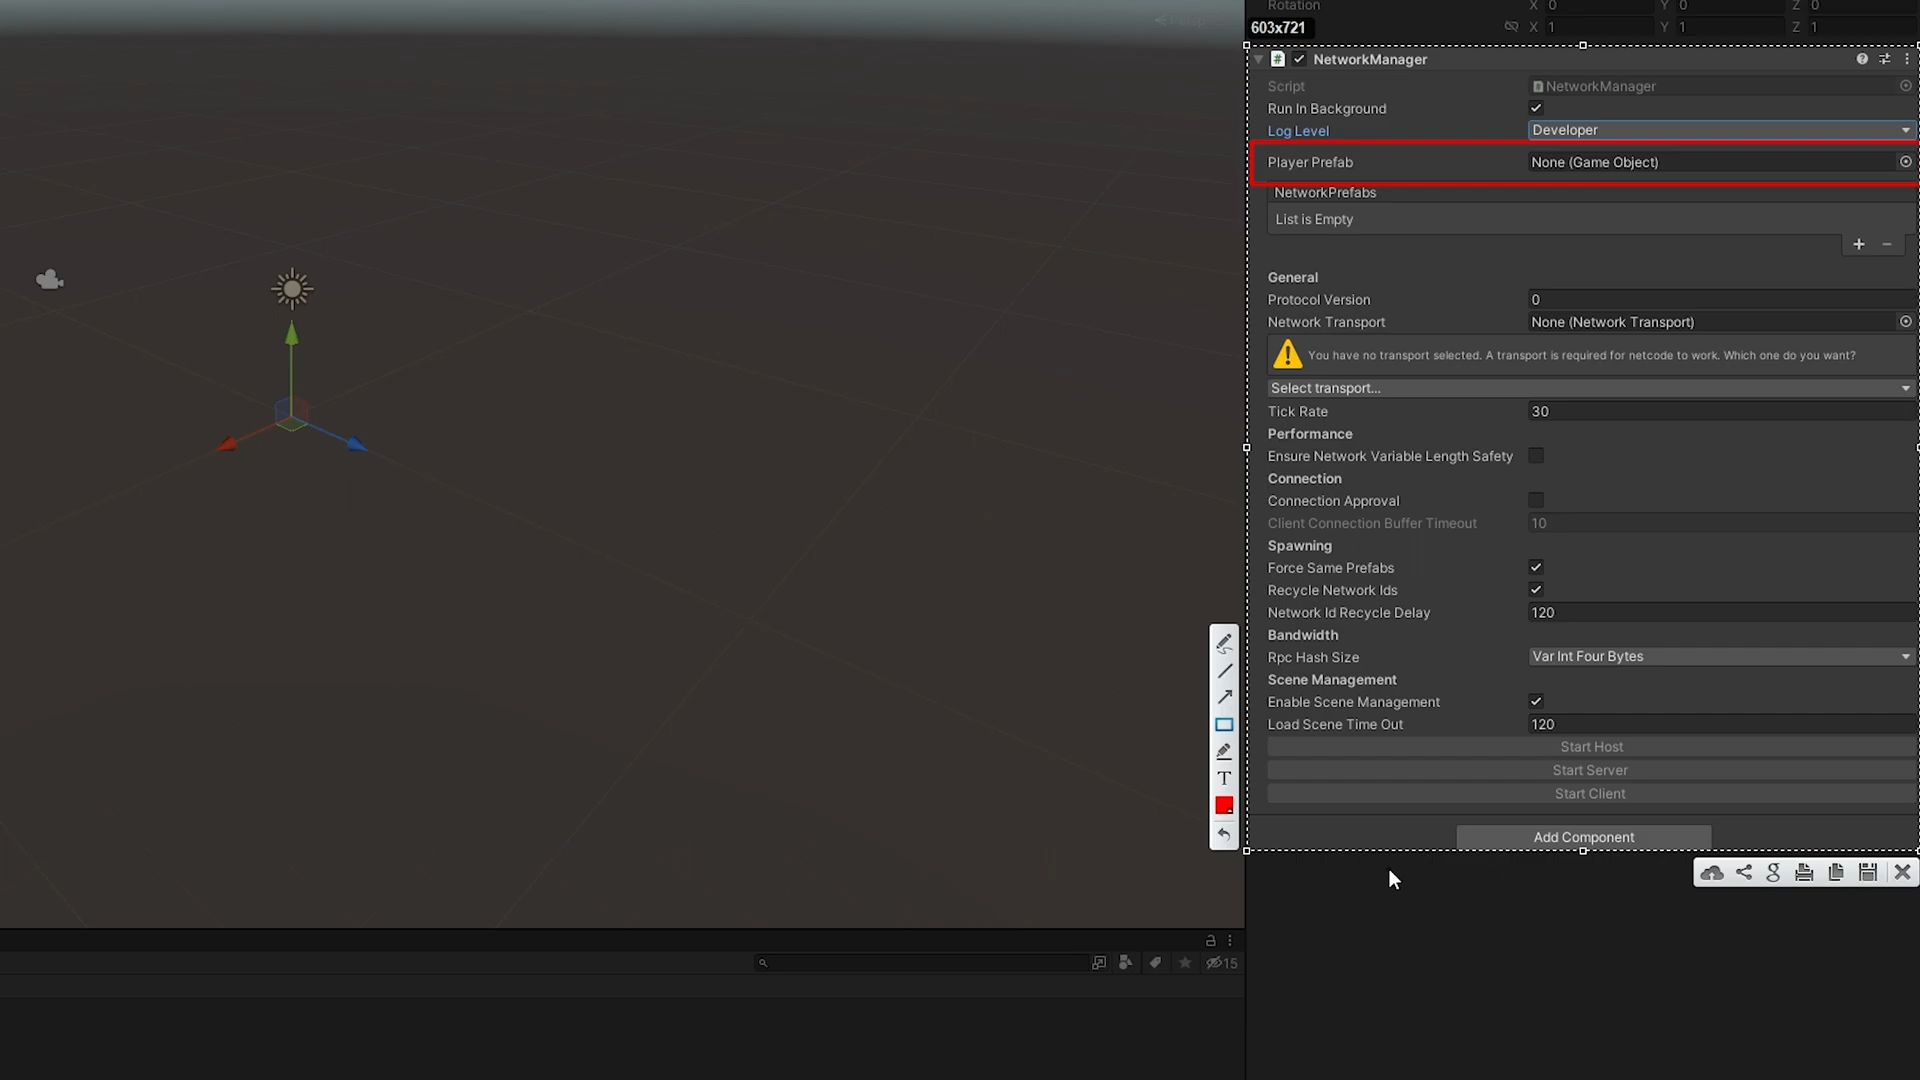 Rotation X 0 Y 0 Z 0
603x721 X 1 Y 1 Z 1
NetworkManager
Script NetworkManager
Run In Background
Log Level Developer
Player Prefab None (Game Object)
NetworkPrefabs
List is Empty
General
Protocol Version 0
Network Transport None (Network Transport)
You have no transport selected. A transport is required for netcode to work. Which one do you want?
Select transport...
Tick Rate 30
Performance
Ensure Network Variable Length Safety
Connection
Connection Approval
Client Connection Buffer Timeout 10
Spawning
Force Same Prefabs
Recycle Network Ids
Network Id Recycle Delay 120
Bandwidth
Rpc Hash Size Var Int Four Bytes
Scene Management
Enable Scene Management
Load Scene Time Out 120
Start Host
Start Server
Start Client
Add Component
15